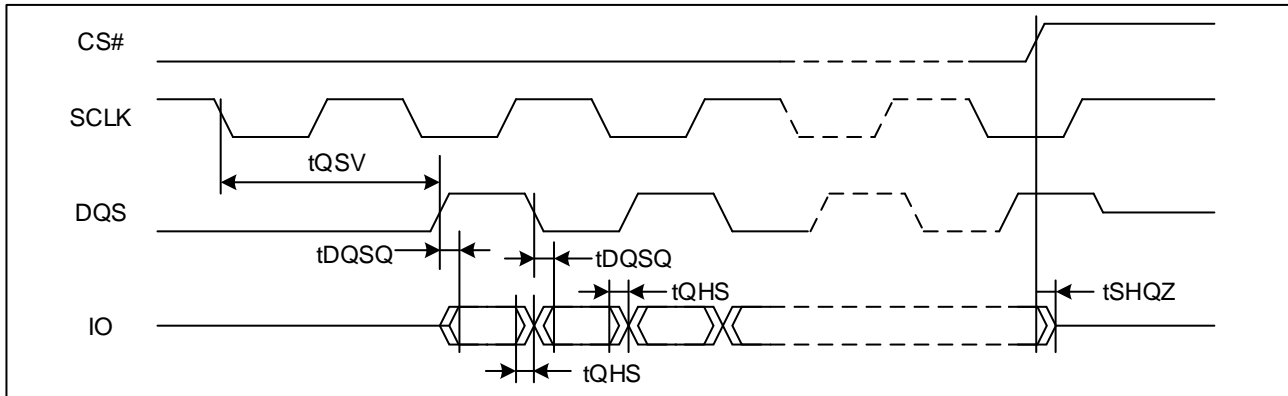 CS#
SCLK
tQSV
DQS
tDQSQ
tDQSQ
tQHS
tSHQZ
IO
tQHS